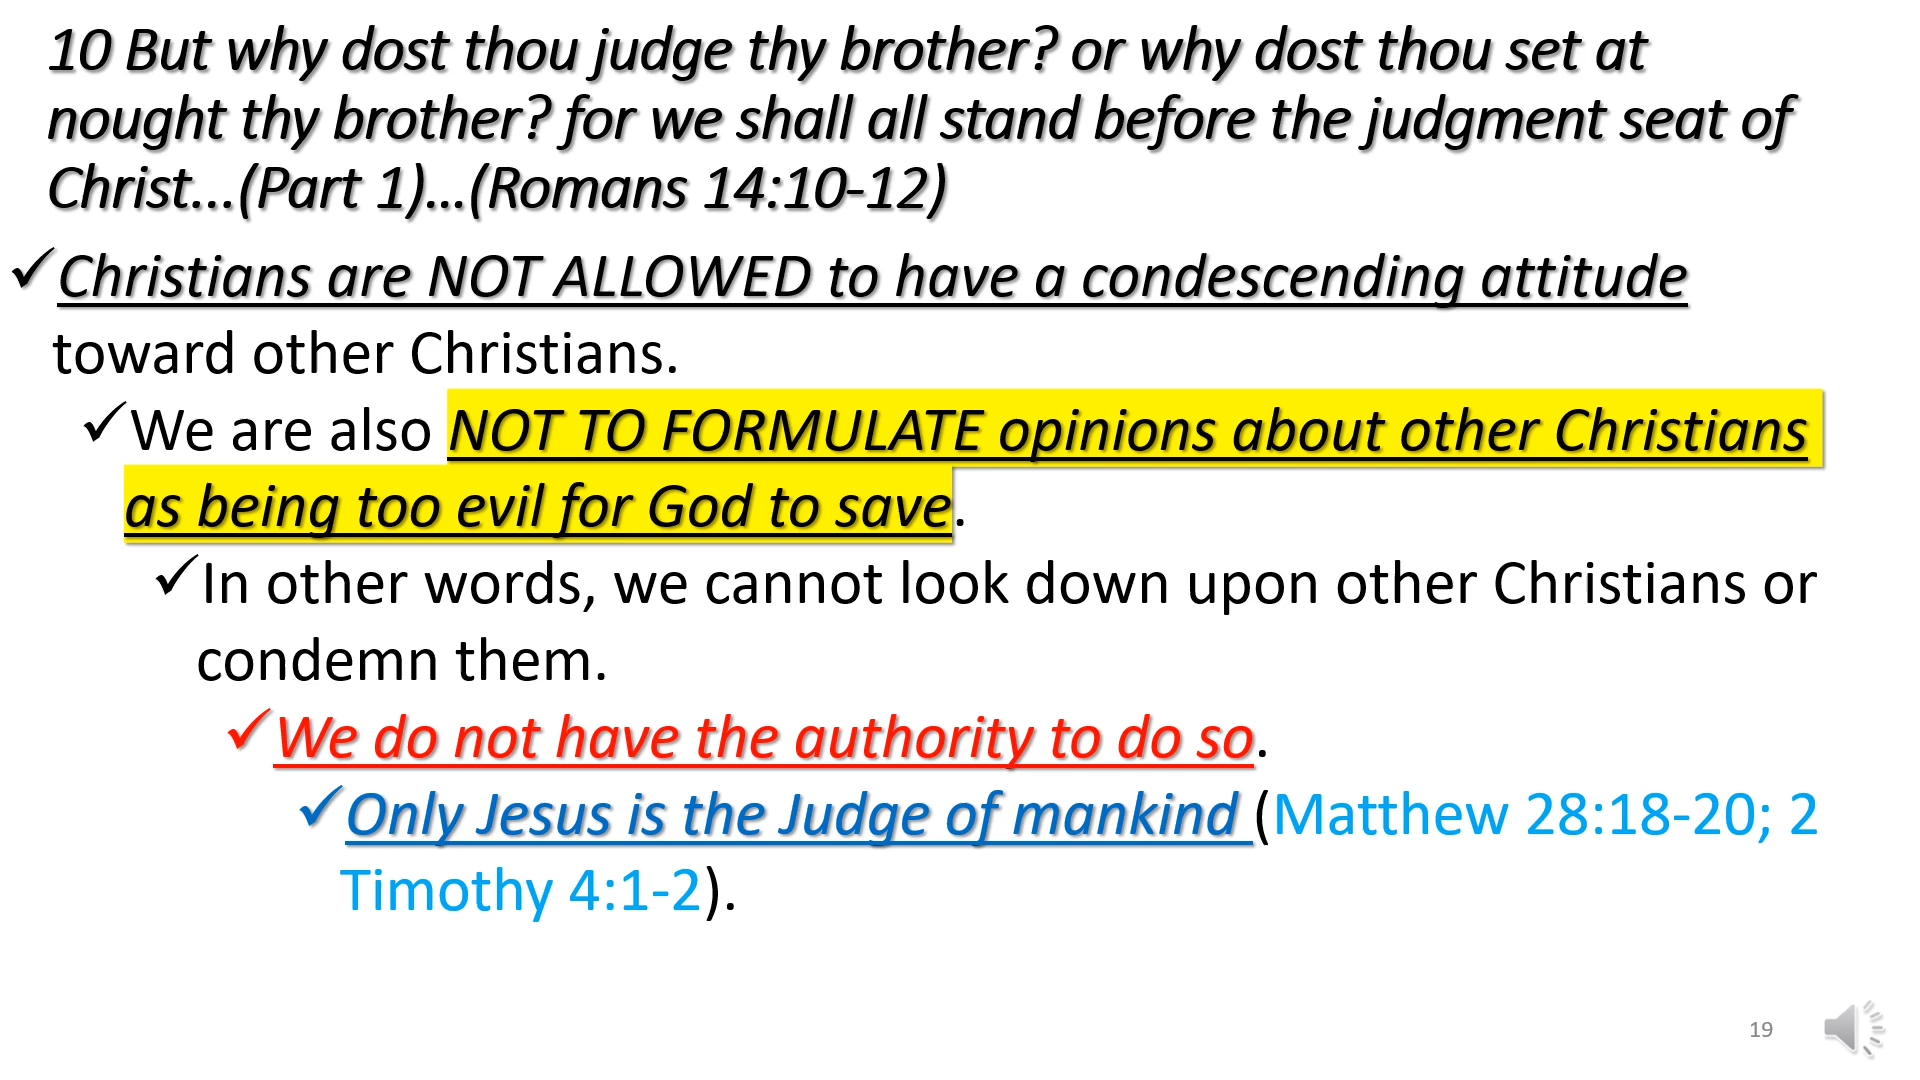 10 But why dost thou judge thy brother? or why dost thou set at
nought thy brother? for we shall all stand before the judgment seat of
Christ...(Part 1)...(Romans 14:10-12)
✓Christians are NOT ALLOWED to have a condescending attitude
toward other Christians.
✓We are also NOT TO FORMULATE opinions about other Christians
as being too evil for God to save.
✓In other words, we cannot look down upon other Christians or
condemn them.
✓We do not have the authority to do so.
✓Only Jesus is the Judge of mankind (Matthew 28:18-20; 2
Timothy 4:1-2).
19